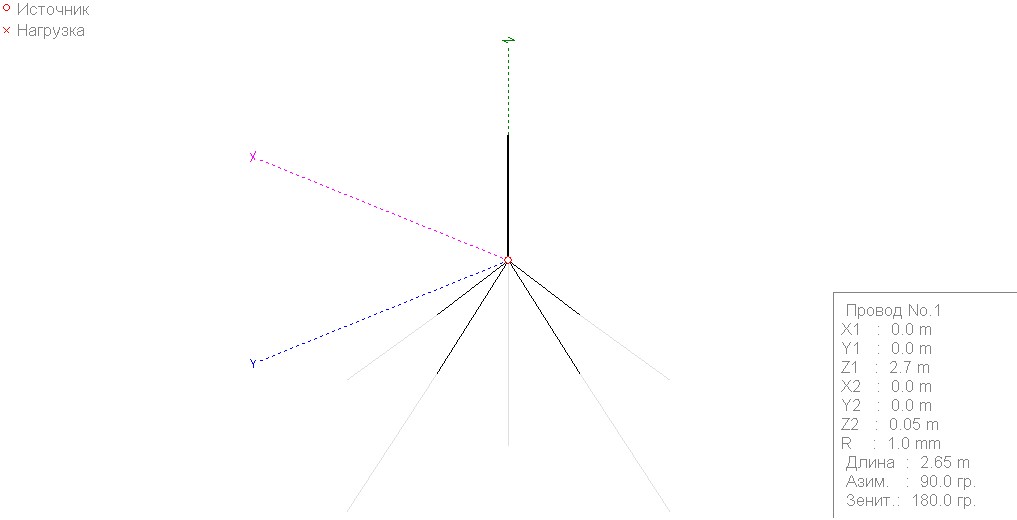 Источник
Нагрузка
Z
X
Y
Провод No.1
X1 : 0.0 m
Y1 : 0.0 m
Z1 : 2.7 m
X2 : 0.0 m
Y2 : 0.0 m
Z2 : 0.05 m
R : 1.0 mm
Длина : 2.65 m
Азим. : 90.0 гр.
Зенит.: 180.0 гр.